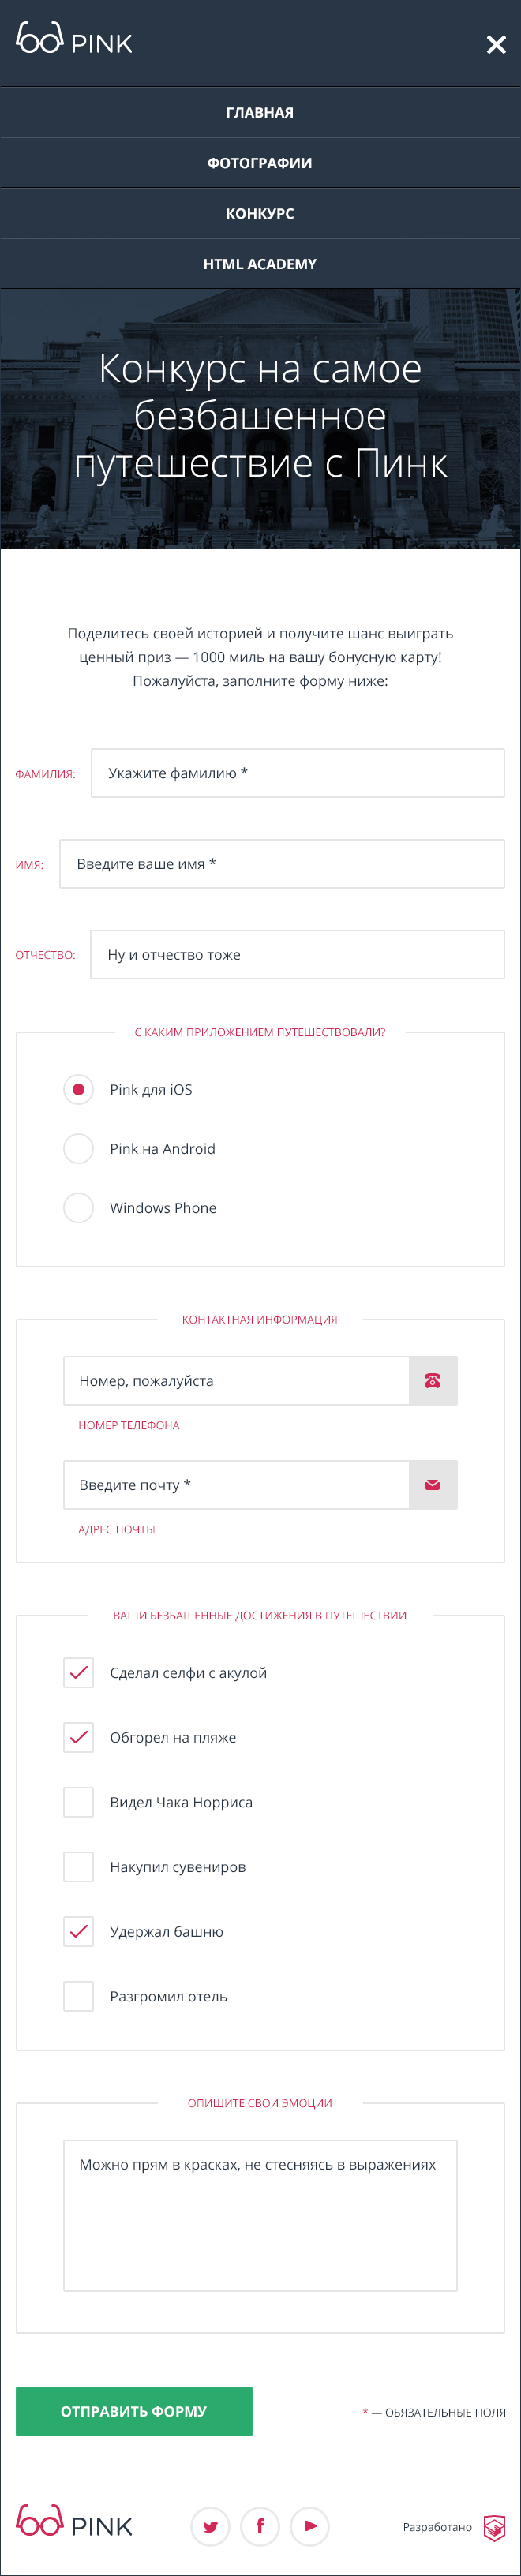 PINK
ГЛАВНАЯ
ФОТОГРАФИИ
КОНКУРС
HTML ACADEMY
Конкурс на самое
безбашенное
путешествие с Пинк
Поделитесь своей историей и получите шанс выиграть
ценный приз — 1000 миль на вашу бонусную карту!
Пожалуйста, заполните форму ниже:
ФАМИЛИЯ: Укажите фамилию *
ИМЯ: Введите ваше имя *
ОТЧЕСТВО: Ну и отчество тоже
С КАКИМ ПРИЛОЖЕНИЕМ ПУТЕШЕСТВОВАЛИ?
Pink для iOS
Pink на Android
Windows Phone
КОНТАКТНАЯ ИНФОРМАЦИЯ
Номер, пожалуйста
НОМЕР ТЕЛЕФОНА
Введите почту *
АДРЕС ПОЧТЫ
ВАШИ БЕЗБАШЕННЫЕ ДОСТИЖЕНИЯ В ПУТЕШЕСТВИИ
Сделал селфи с акулой
Обгорел на пляже
Видел Чака Норриса
Накупил сувениров
Удержал башню
Разгромил отель
ОПИШИТЕ СВОИ ЭМОЦИИ
Можно прям в красках, не стесняясь в выражениях
ОТПРАВИТЬ ФОРМУ * — ОБЯЗАТЕЛЬНЫЕ ПОЛЯ
PINK Разработано